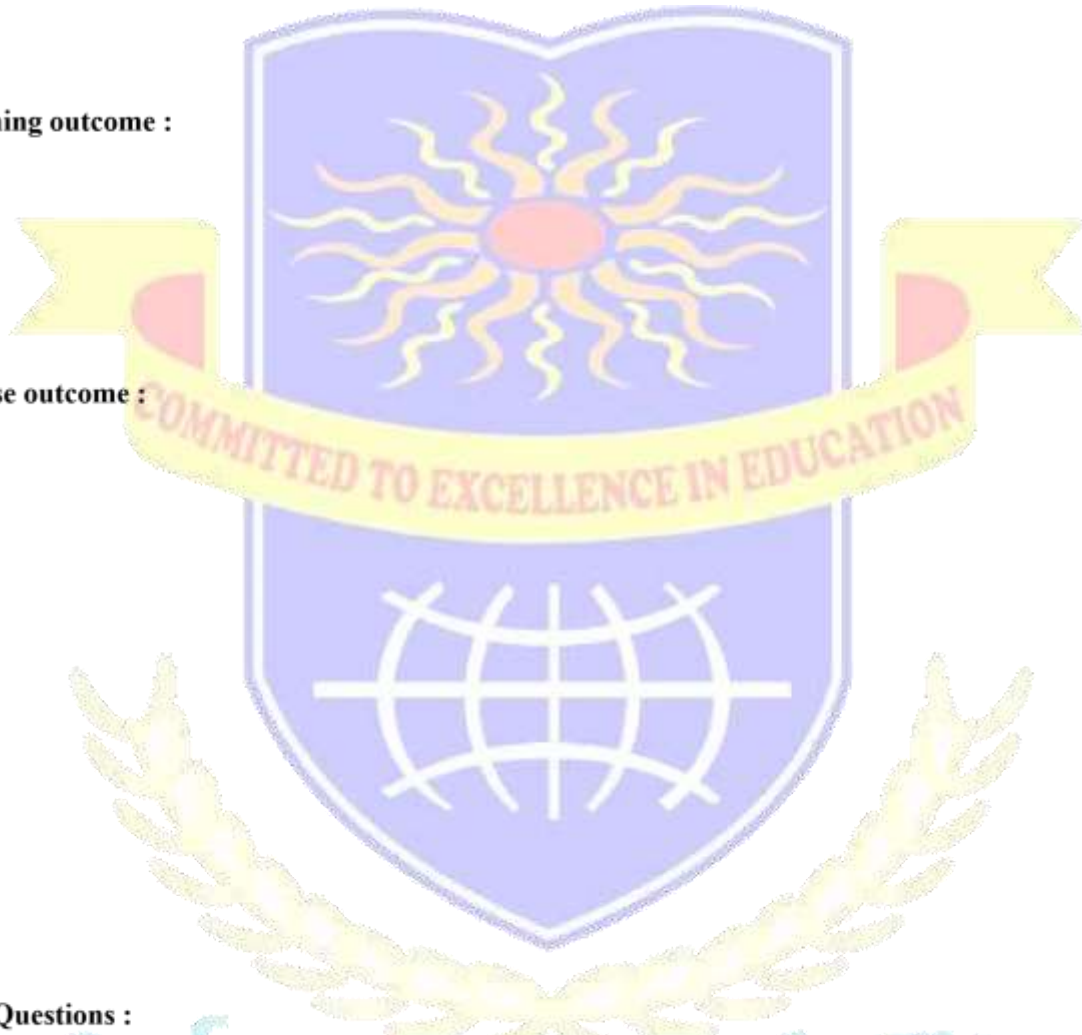 ning outcome :
se outcome :
COMMITTED TO EXCELLENCE IN EDUCATION
Questions :